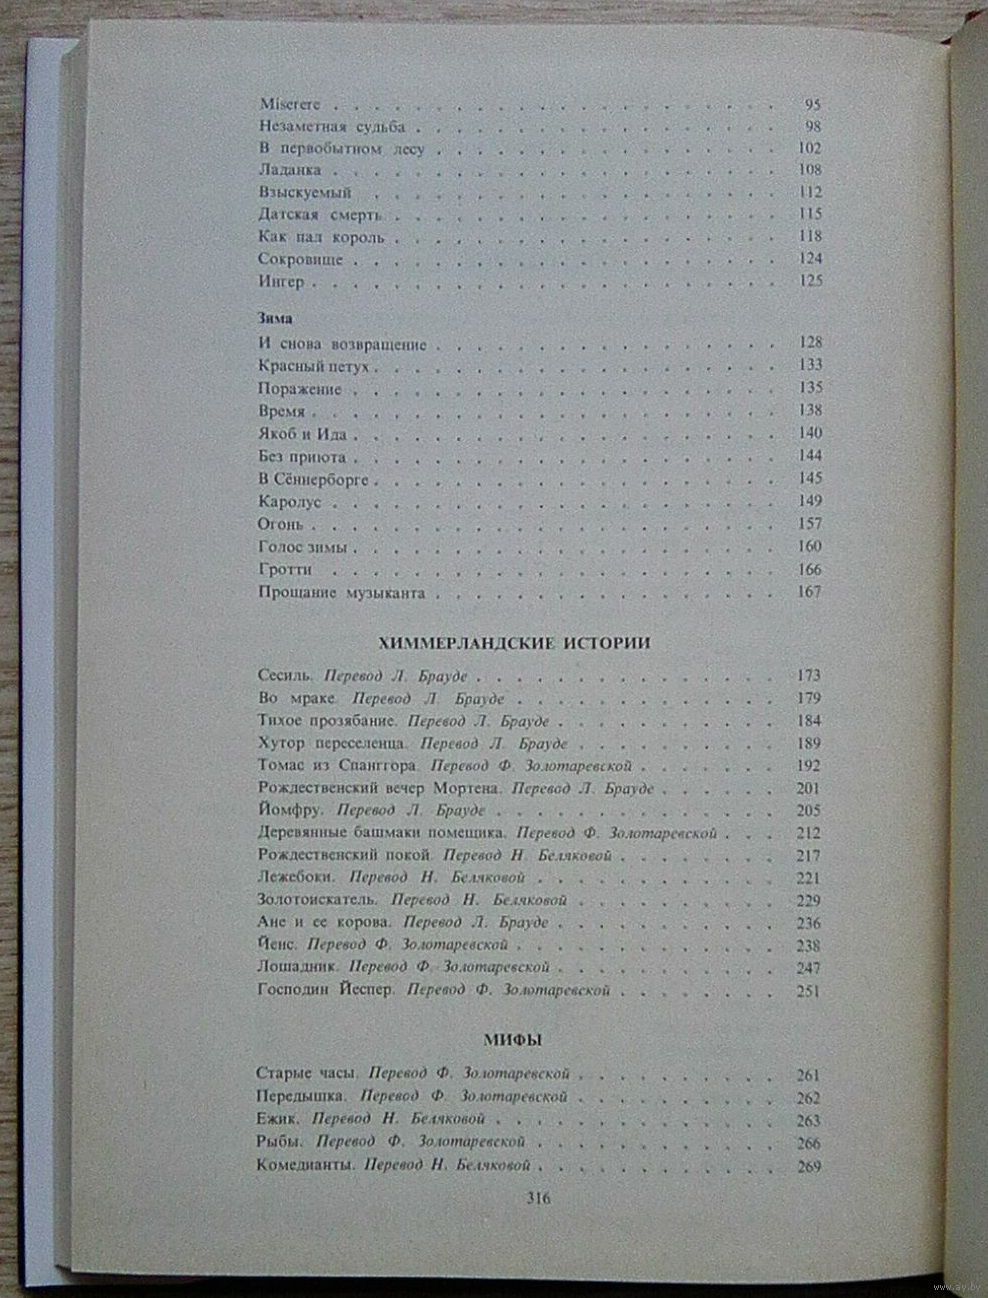 Miserere . . . . . . . . . . . . . . . . . . . . . . 95
Незаметная судьба . . . . . . . . . . . . . . . . . . 98
В первобытном лесу . . . . . . . . . . . . . . . . . 102
Ладанка . . . . . . . . . . . . . . . . . . . . . . 108
Взыскуемый . . . . . . . . . . . . . . . . . . . . 112
Датская смерть . . . . . . . . . . . . . . . . . . . 115
Как пал король . . . . . . . . . . . . . . . . . . . 118
Сокровище . . . . . . . . . . . . . . . . . . . . . 124
Ингер . . . . . . . . . . . . . . . . . . . . . . . 125
Зима
И снова возвращение . . . . . . . . . . . . . . . . . 128
Красный петух . . . . . . . . . . . . . . . . . . . . 133
Поражение . . . . . . . . . . . . . . . . . . . . . 135
Время . . . . . . . . . . . . . . . . . . . . . . . 138
Якоб и Ида . . . . . . . . . . . . . . . . . . . . . 140
Без приюта . . . . . . . . . . . . . . . . . . . . . 144
В Сённерборге . . . . . . . . . . . . . . . . . . . . 145
Каролус . . . . . . . . . . . . . . . . . . . . . . 149
Огонь . . . . . . . . . . . . . . . . . . . . . . . 157
Голос зимы . . . . . . . . . . . . . . . . . . . . . 160
Гротти . . . . . . . . . . . . . . . . . . . . . . 166
Прощание музыканта . . . . . . . . . . . . . . . . . 167
ХИММЕРЛАНДСКИЕ ИСТОРИИ
Сесиль. Перевод Л. Брауде . . . . . . . . . . . . . . . 173
Во мраке. Перевод Л. Брауде . . . . . . . . . . . . . 179
Тихое прозябание. Перевод Л. Брауде . . . . . . . . . . . 184
Хутор переселенца. Перевод Л. Брауде . . . . . . . . . . 189
Томас из Спанггора. Перевод Ф. Золотаревской . . . . . . . 192
Рождественский вечер Мортена. Перевод Л. Брауде . . . . . . 201
Йомфру. Перевод Л. Брауде . . . . . . . . . . . . . . 205
Деревянные башмаки помещика. Перевод Ф. Золотаревской . . . 212
Рождественский покой. Перевод Н. Беляковой . . . . . . . . 217
Лежебоки. Перевод Н. Беляковой . . . . . . . . . . . . 221
Золотоискатель. Перевод Н. Беляковой . . . . . . . . . . 229
Ане и ее корова. Перевод Л. Брауде . . . . . . . . . . . 236
Йенс. Перевод Ф. Золотаревской . . . . . . . . . . . . . 238
Лошадник. Перевод Ф. Золотаревской . . . . . . . . . . . 247
Господин Йеспер. Перевод Ф. Золотаревской . . . . . . . . 251
МИФЫ
Старые часы. Перевод Ф. Золотаревской . . . . . . . . . . 261
Передышка. Перевод Ф. Золотаревской . . . . . . . . . . 262
Ежик. Перевод Н. Беляковой . . . . . . . . . . . . . . 263
Рыбы. Перевод Ф. Золотаревской . . . . . . . . . . . . 266
Комедианты. Перевод Н. Беляковой . . . . . . . . . . . . 269
316
www.ay.by